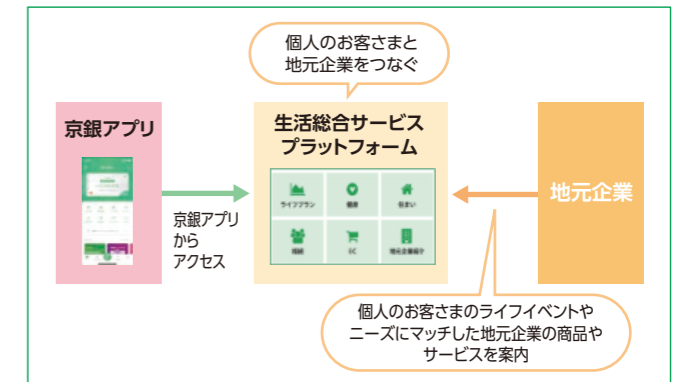 個人のお客さまと
地元企業をつなぐ
京銀アプリ
生活総合サービス
プラットフォーム
ライフプラン
健康
住まい
相続
EC
地元企業紹介
京銀アプリ
から
アクセス
地元企業
個人のお客さまのライフイベントや
ニーズにマッチした地元企業の商品や
サービスを案内